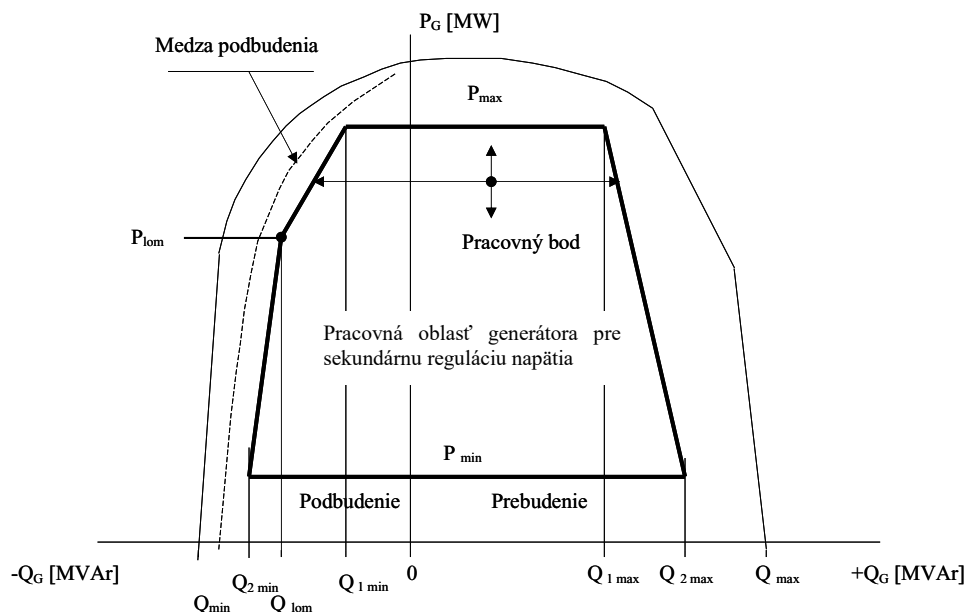 P_G [MW]
Medza podbudenia
P_max
P_lom
Pracovný bod
Pracovná oblasť generátora pre
sekundárnu reguláciu napätia
P_min
Podbudenie Prebudenie
-Q_G [MVAr] Q_2 min Q_1 min 0 Q_1 max Q_2 max Q_max +Q_G [MVAr]
Q_min Q_lom